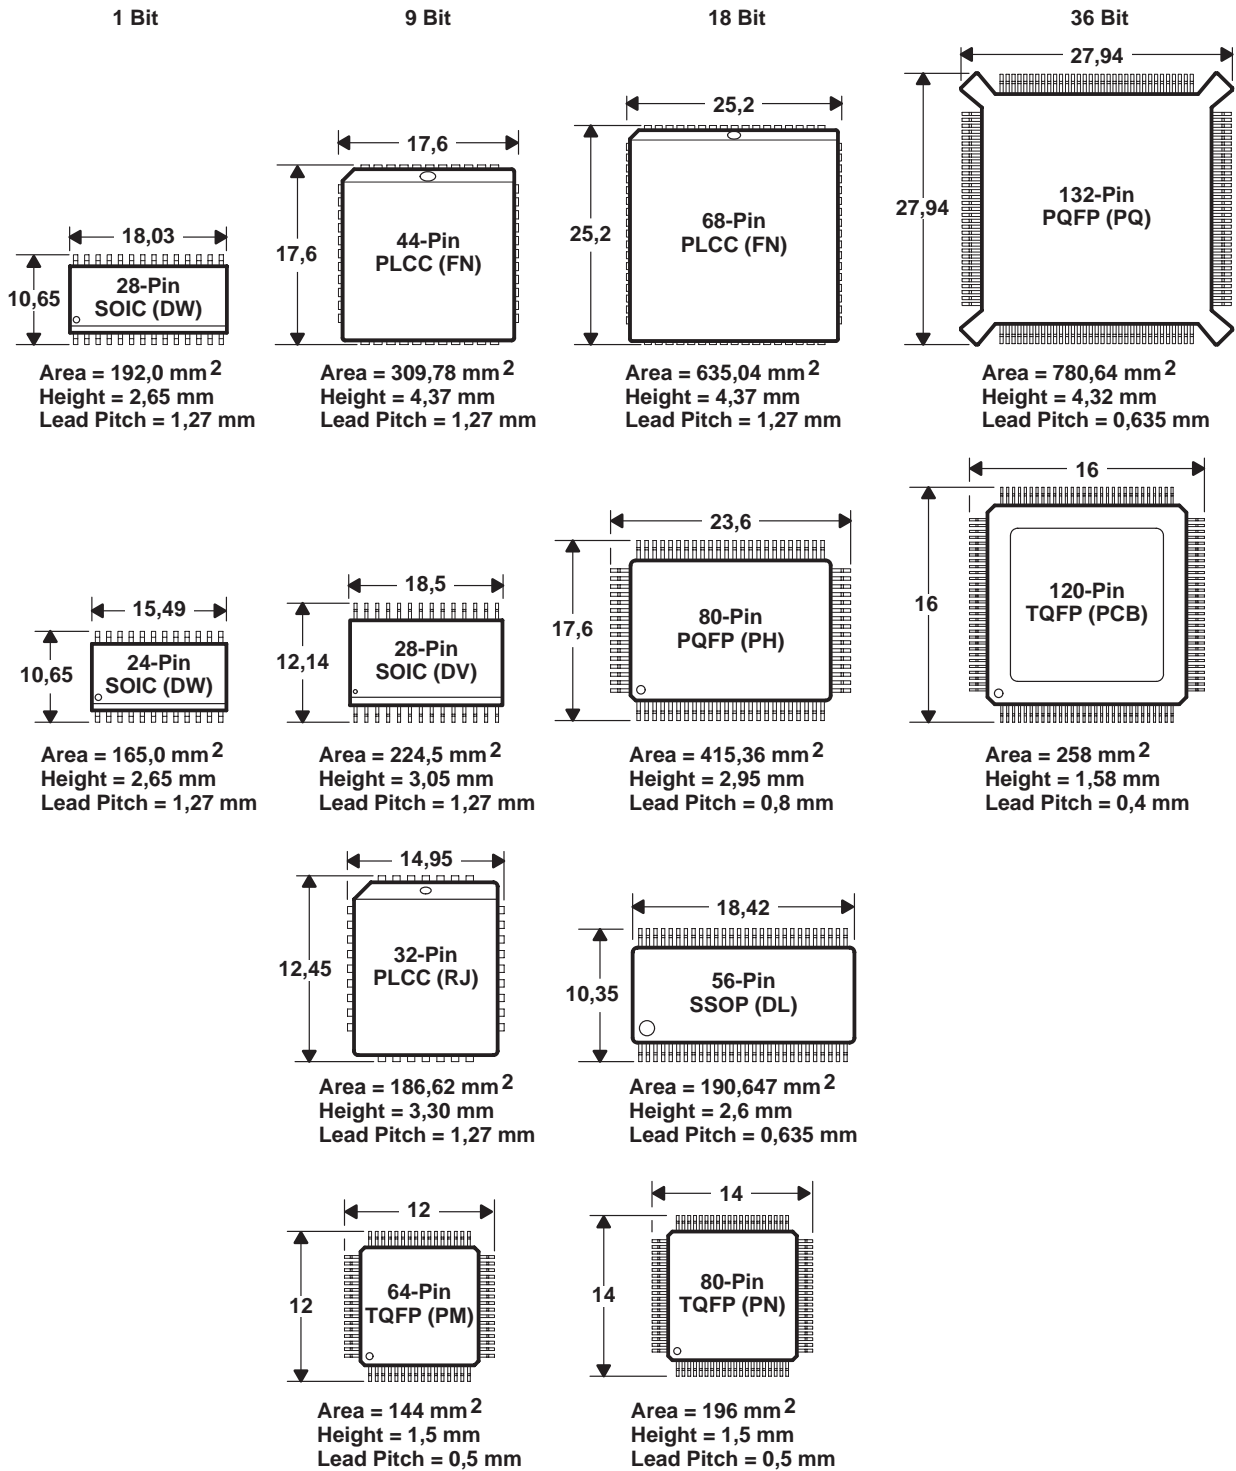 1 Bit
9 Bit
18 Bit
36 Bit
18,03
10,65
28-Pin
SOIC (DW)
Area = 192,0 mm2
Height = 2,65 mm
Lead Pitch = 1,27 mm
17,6
17,6
44-Pin
PLCC (FN)
Area = 309,78 mm2
Height = 4,37 mm
Lead Pitch = 1,27 mm
25,2
25,2
68-Pin
PLCC (FN)
Area = 635,04 mm2
Height = 4,37 mm
Lead Pitch = 1,27 mm
27,94
27,94
132-Pin
PQFP (PQ)
Area = 780,64 mm2
Height = 4,32 mm
Lead Pitch = 0,635 mm
15,49
10,65
24-Pin
SOIC (DW)
Area = 165,0 mm2
Height = 2,65 mm
Lead Pitch = 1,27 mm
18,5
12,14
28-Pin
SOIC (DV)
Area = 224,5 mm2
Height = 3,05 mm
Lead Pitch = 1,27 mm
23,6
17,6
80-Pin
PQFP (PH)
Area = 415,36 mm2
Height = 2,95 mm
Lead Pitch = 0,8 mm
16
16
120-Pin
TQFP (PCB)
Area = 258 mm2
Height = 1,58 mm
Lead Pitch = 0,4 mm
14,95
12,45
32-Pin
PLCC (RJ)
Area = 186,62 mm2
Height = 3,30 mm
Lead Pitch = 1,27 mm
18,42
10,35
56-Pin
SSOP (DL)
Area = 190,647 mm2
Height = 2,6 mm
Lead Pitch = 0,635 mm
12
12
64-Pin
TQFP (PM)
Area = 144 mm2
Height = 1,5 mm
Lead Pitch = 0,5 mm
14
14
80-Pin
TQFP (PN)
Area = 196 mm2
Height = 1,5 mm
Lead Pitch = 0,5 mm